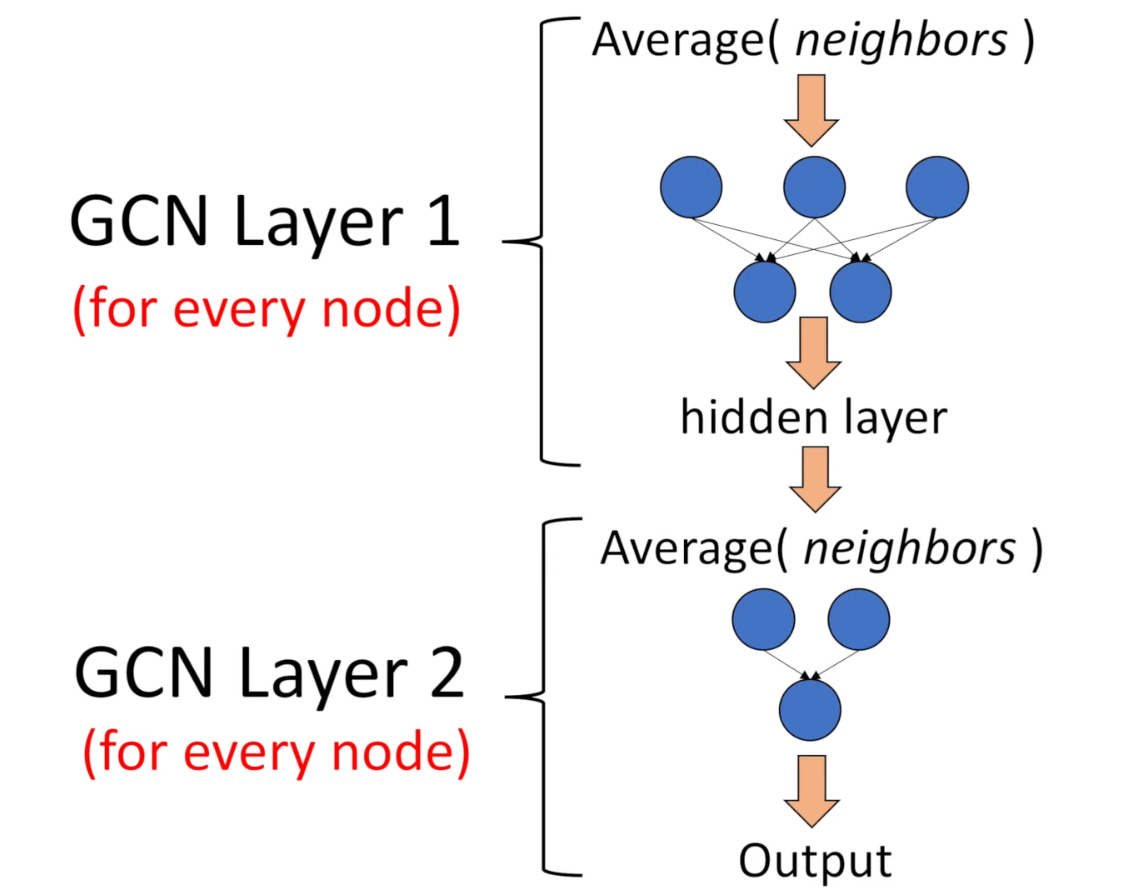 Average( neighbors )
GCN Layer 1
(for every node)
hidden layer
Average( neighbors )
GCN Layer 2
(for every node)
Output